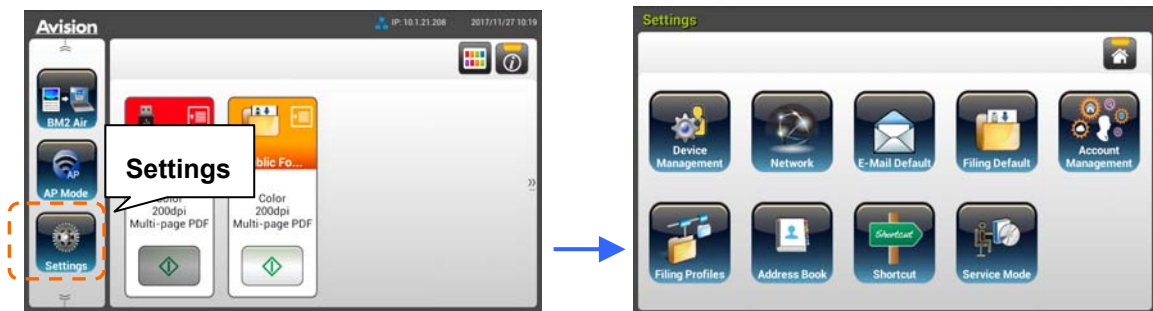 Avision
IP: 10.1.21.208 2017/11/27 10:19
BM2 Air
AP
AP Mode
Settings
Settings
blic Fo...
Color
200dpi
Multi-page PDF
Color
200dpi
Multi-page PDF
Settings
Device
Management
Network
E-Mail Default
Filing Default
Account
Management
Filing Profiles
Address Book
Shortcut
Shortcut
Service Mode